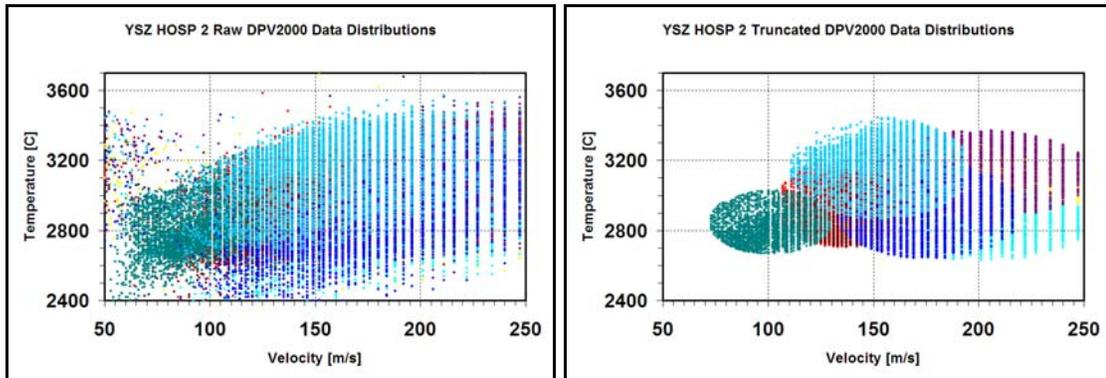 YSZ HOSP 2 Raw DPV2000 Data Distributions
3600
3200
2800
2400
Temperature [C]
50 100 150 200 250
Velocity [m/s]
YSZ HOSP 2 Truncated DPV2000 Data Distributions
3600
3200
2800
2400
Temperature [C]
50 100 150 200 250
Velocity [m/s]